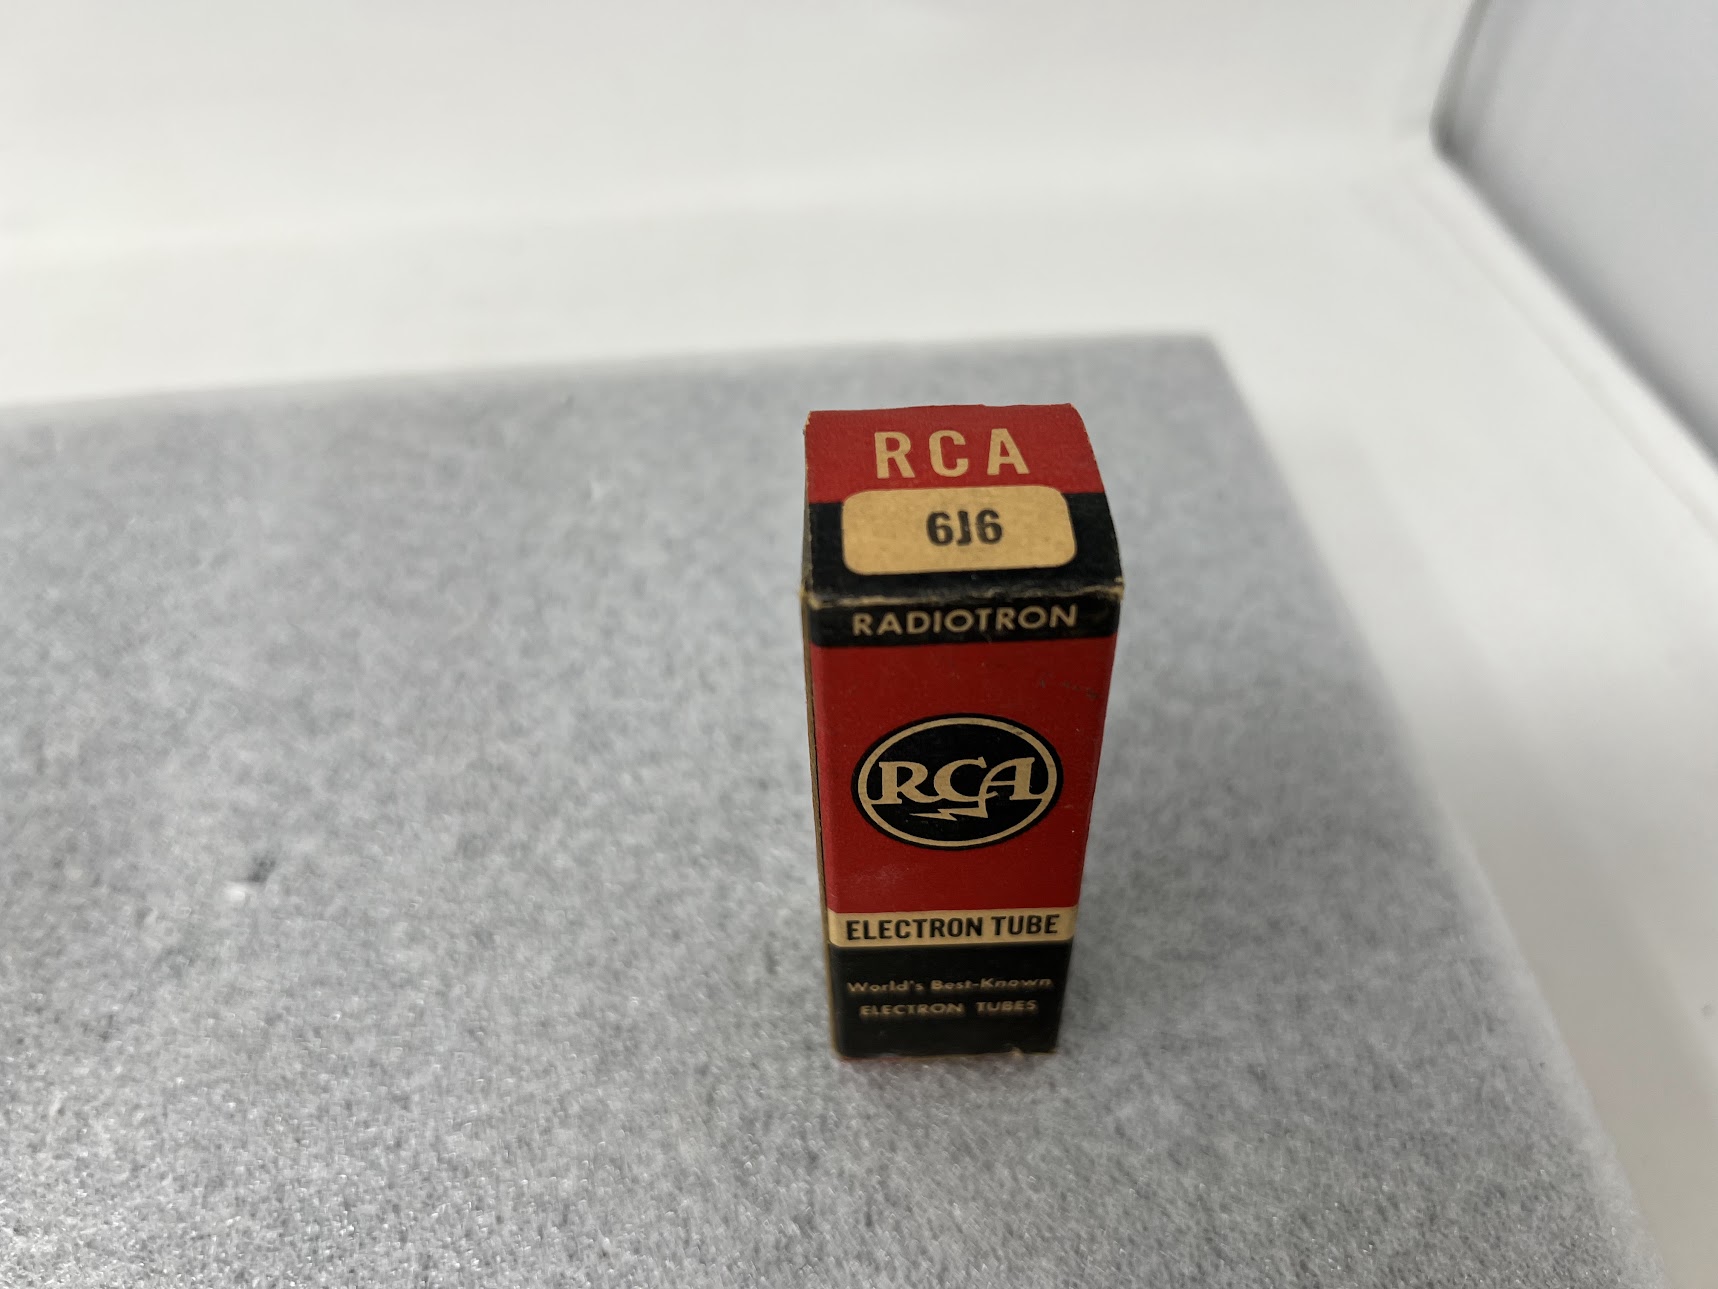 RCA
6J6
RADIOTRON
RCA
ELECTRON TUBE
World's Best-Known
ELECTRON TUBES